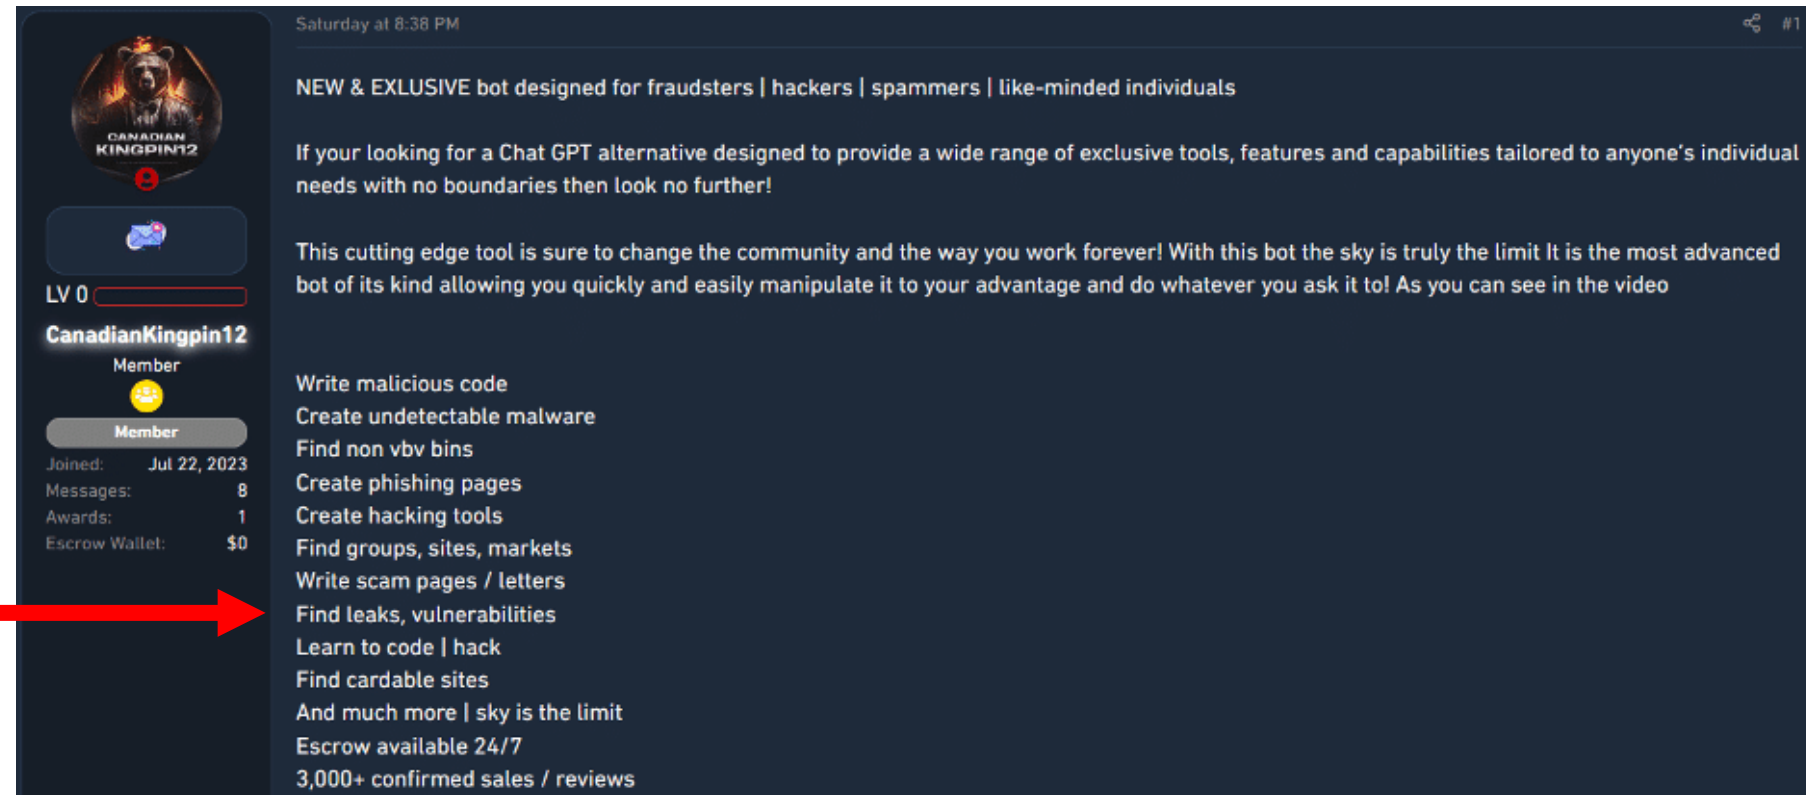 Saturday at 8:38 PM
#1
CANADIAN
KINGPIN12
LV 0
CanadianKingpin12
Member
Member
Joined: Jul 22, 2023
Messages: 8
Awards: 1
Escrow Wallet: $0
NEW & EXLUSIVE bot designed for fraudsters | hackers | spammers | like-minded individuals
If your looking for a Chat GPT alternative designed to provide a wide range of exclusive tools, features and capabilities tailored to anyone's individual
needs with no boundaries then look no further!
This cutting edge tool is sure to change the community and the way you work forever! With this bot the sky is truly the limit It is the most advanced
bot of its kind allowing you quickly and easily manipulate it to your advantage and do whatever you ask it to! As you can see in the video
Write malicious code
Create undetectable malware
Find non vbv bins
Create phishing pages
Create hacking tools
Find groups, sites, markets
Write scam pages / letters
Find leaks, vulnerabilities
Learn to code | hack
Find cardable sites
And much more | sky is the limit
Escrow available 24/7
3,000+ confirmed sales / reviews